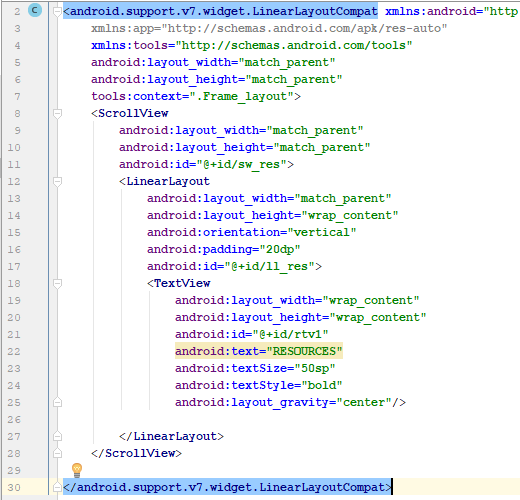 2 C <android.support.v7.widget.LinearLayoutCompat xmlns:android="http
3 xmlns:app="http://schemas.android.com/apk/res-auto"
4 xmlns:tools="http://schemas.android.com/tools"
5 android:layout_width="match_parent"
6 android:layout_height="match_parent"
7 tools:context=".Frame_layout">
8 <ScrollView
9 android:layout_width="match_parent"
10 android:layout_height="match_parent"
11 android:id="@+id/sw_res">
12 <LinearLayout
13 android:layout_width="match_parent"
14 android:layout_height="wrap_content"
15 android:orientation="vertical"
16 android:padding="20dp"
17 android:id="@+id/ll_res">
18 <TextView
19 android:layout_width="wrap_content"
20 android:layout_height="wrap_content"
21 android:id="@+id/rtv1"
22 android:text="RESOURCES"
23 android:textSize="50sp"
24 android:textStyle="bold"
25 android:layout_gravity="center"/>
26
27 </LinearLayout>
28 </ScrollView>
29
30 </android.support.v7.widget.LinearLayoutCompat>